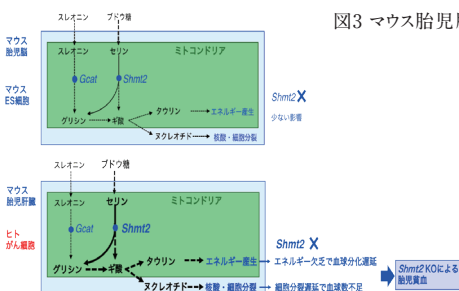 図3 マウス胎児肝
スレオニン ブドウ糖
マウス
胎児脳
マウス
ES細胞
スレオニン セリン ミトコンドリア
Gcat Shmt2
タウリン エネルギー産生
グリシン ギ酸
ヌクレオチド 核酸・細胞分裂
Shmt2 X
少ない影響
スレオニン ブドウ糖
マウス
胎児肝臓
ヒト
がん細胞
スレオニン セリン ミトコンドリア
Gcat Shmt2
タウリン エネルギー産生
グリシン ギ酸
ヌクレオチド 核酸・細胞分裂
Shmt2 X
エネルギー欠乏で血球分化遅延
細胞分裂遅延で血球数不足
Shmt2 KOによる
胎児貧血